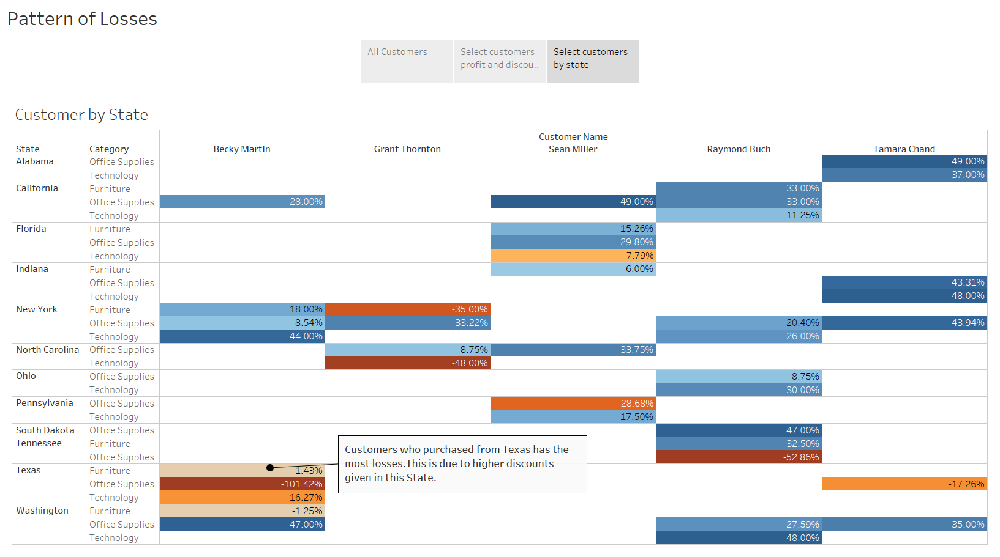 Pattern of Losses
All Customers
Select customers
profit and discou..
Select customers
by state
Customer by State
Customer Name
State Category Becky Martin Grant Thornton Sean Miller Raymond Buch Tamara Chand
Alabama Office Supplies 49.00%
Technology 37.00%
California Furniture 33.00%
Office Supplies 28.00% 49.00% 33.00%
Technology 11.25%
Florida Furniture 15.26%
Office Supplies 29.80%
Technology -7.79%
Indiana Furniture 6.00%
Office Supplies 43.31%
Technology 48.00%
New York Furniture 18.00% -35.00%
Office Supplies 8.54% 33.22% 20.40% 43.94%
Technology 44.00% 26.00%
North Carolina Office Supplies 8.75% 33.75%
Technology -48.00%
Ohio Office Supplies 8.75%
Technology 30.00%
Pennsylvania Office Supplies -28.68%
Technology 17.50%
South Dakota Office Supplies 47.00%
Tennessee Furniture 32.50%
Office Supplies -52.86%
Customers who purchased from Texas has the
most losses.This is due to higher discounts
given in this State.
Texas Furniture -1.43%
Office Supplies -101.42% -17.26%
Technology -16.27%
Washington Furniture -1.25%
Office Supplies 47.00% 27.59% 35.00%
Technology 48.00%